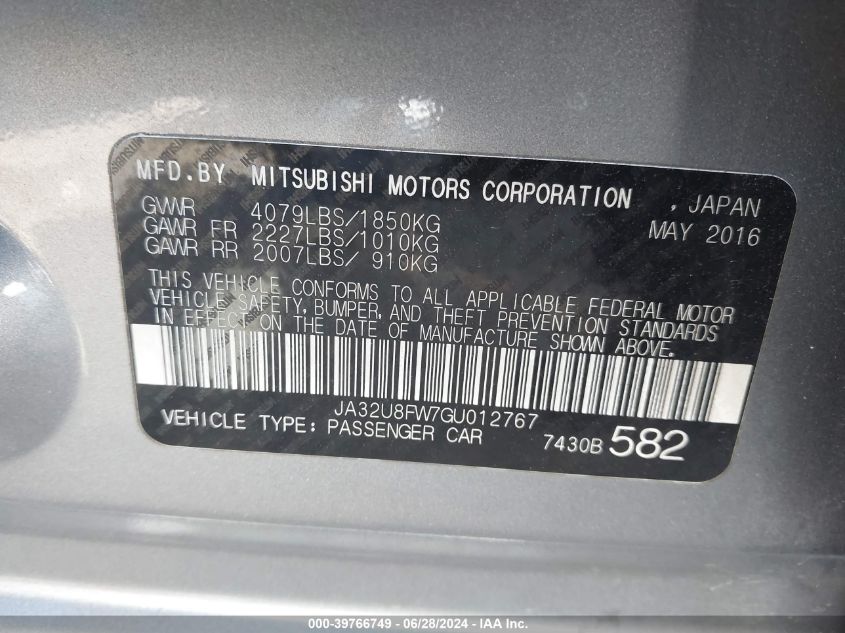 MFD.BY MITSUBISHI MOTORS CORPORATION , JAPAN
GVWR 4079LBS/1850KG MAY 2016
GAWR FR 2227LBS/1010KG
GAWR RR 2007LBS/ 910KG
THIS VEHICLE CONFORMS TO ALL APPLICABLE FEDERAL MOTOR
VEHICLE SAFETY, BUMPER, AND THEFT PREVENTION STANDARDS
IN EFFECT ON THE DATE OF MANUFACTURE SHOWN ABOVE.
JA32U8FW7GU012767
VEHICLE TYPE: PASSENGER CAR 7430B 582
000-39766749 / 06/28/2024 - IAA Inc.